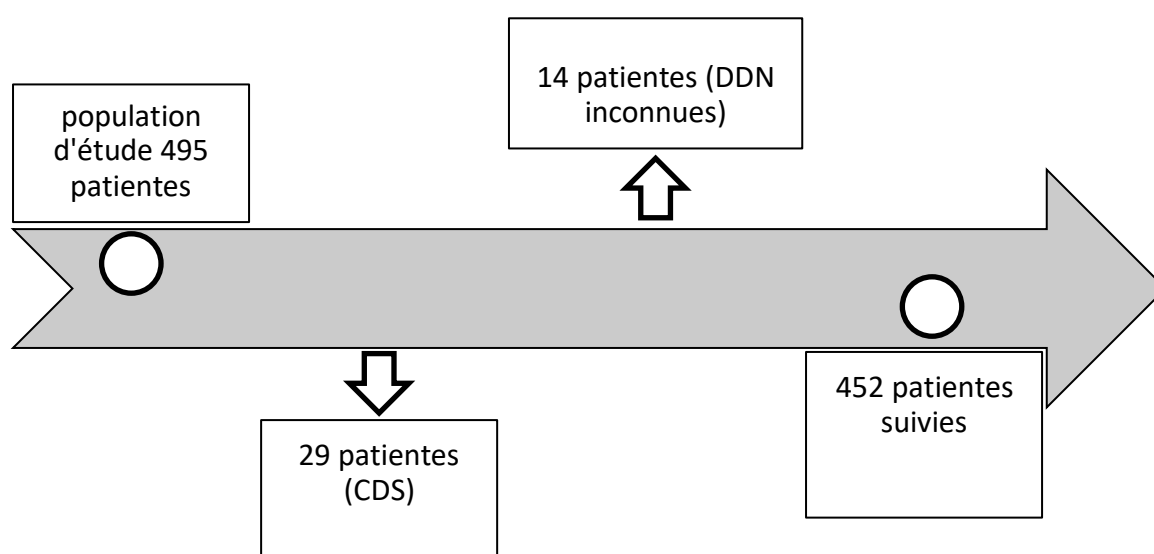 population
d'étude 495
patientes
29 patientes
(CDS)
14 patientes (DDN
inconnues)
452 patientes
suivies